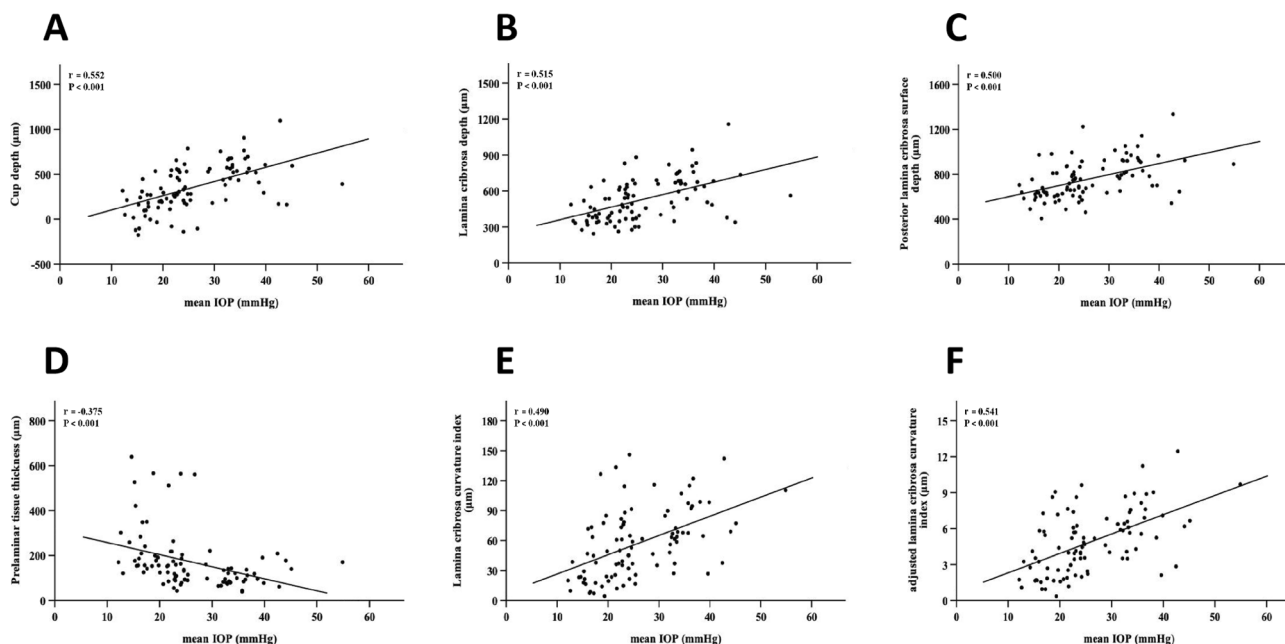 A
r = 0.552
P < 0.001
Cup depth (µm)
1500
1000
500
0
-500
0 10 20 30 40 50 60
mean IOP (mmHg)
B
r = 0.515
P < 0.001
Lamina cribrosa depth (µm)
1500
1200
900
600
300
0
0 10 20 30 40 50 60
mean IOP (mmHg)
C
r = 0.500
P < 0.001
Posterior lamina cribrosa surface
depth (µm)
1600
1200
800
400
0
0 10 20 30 40 50 60
mean IOP (mmHg)
D
r = -0.375
P < 0.001
Prelaminar tissue thickness (µm)
800
600
400
200
0
0 10 20 30 40 50 60
mean IOP (mmHg)
E
r = 0.490
P < 0.001
Lamina cribrosa curvature index
(µm)
180
150
120
90
60
30
0
0 10 20 30 40 50 60
mean IOP (mmHg)
F
r = 0.541
P < 0.001
adjusted lamina cribrosa curvature
index (µm)
15
12
9
6
3
0
0 10 20 30 40 50 60
mean IOP (mmHg)